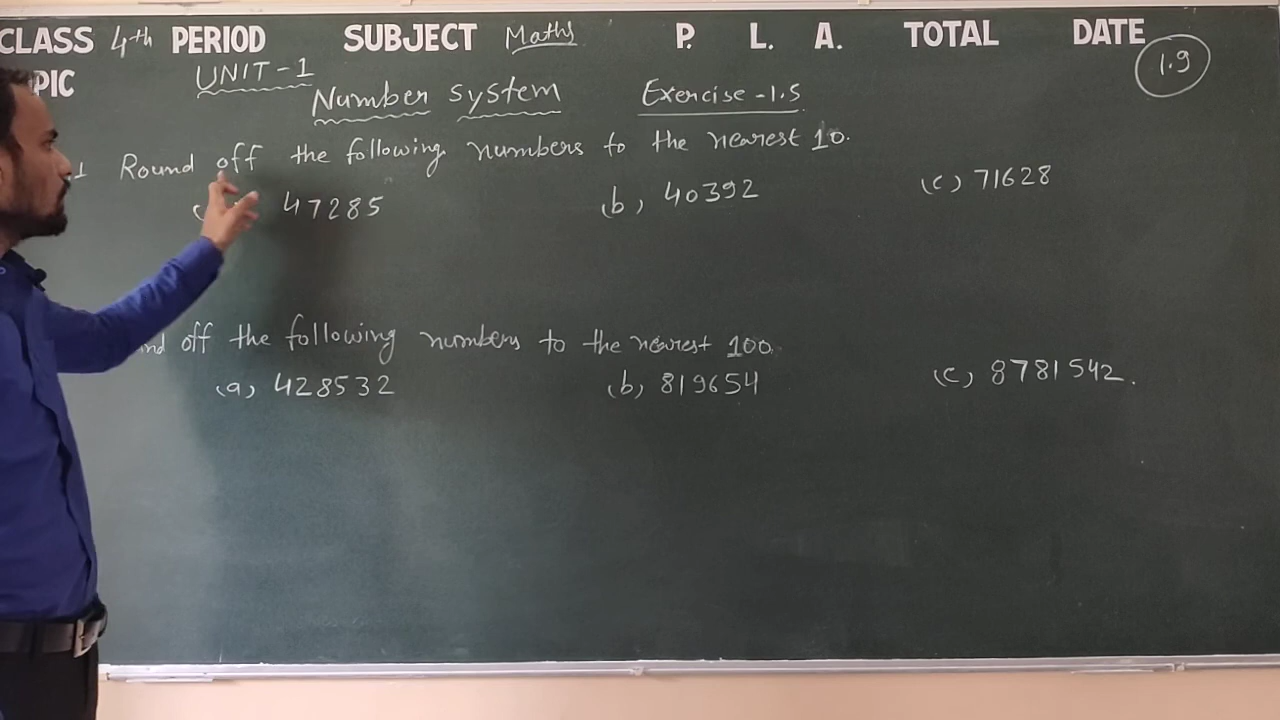 CLASS 4th PERIOD SUBJECT Maths P. L. A. TOTAL DATE
PIC UNIT-1 1.9
Number system Exercise-1.5
.1 Round off the following numbers to the nearest 10.
( 47285 (b) 40392 (c) 71628
nd off the following numbers to the nearest 100.
(a) 428532 (b) 819654 (c) 8781542.